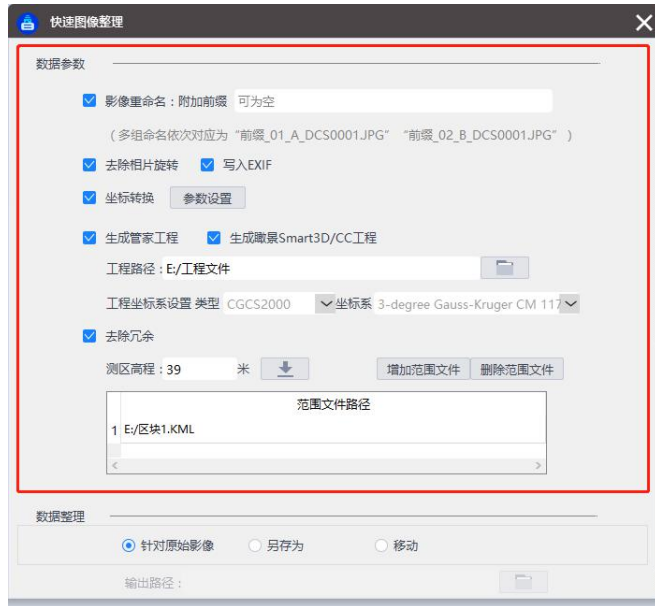 快速图像整理
数据参数
影像重命名：附加前缀 可为空
（多组命名依次对应为“前缀_01_A_DCS0001.JPG” “前缀_02_B_DCS0001.JPG” ）
去除相片旋转 写入EXIF
坐标转换 参数设置
生成管家工程 生成瞰景Smart3D/CC工程
工程路径：E:/工程文件
工程坐标系设置 类型 CGCS2000 坐标系 3-degree Gauss-Kruger CM 117
去除冗余
测区高程：39 米 增加范围文件 删除范围文件
范围文件路径
1 E:/区块1.KML
数据整理
针对原始影像 另存为 移动
输出路径：